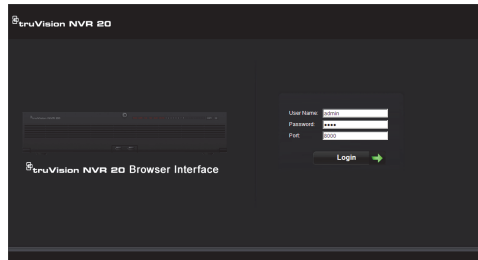 truVision NVR 20
truVision NVR 20 Browser Interface
User Name: admin
Password: ••••
Port: 8000
Login